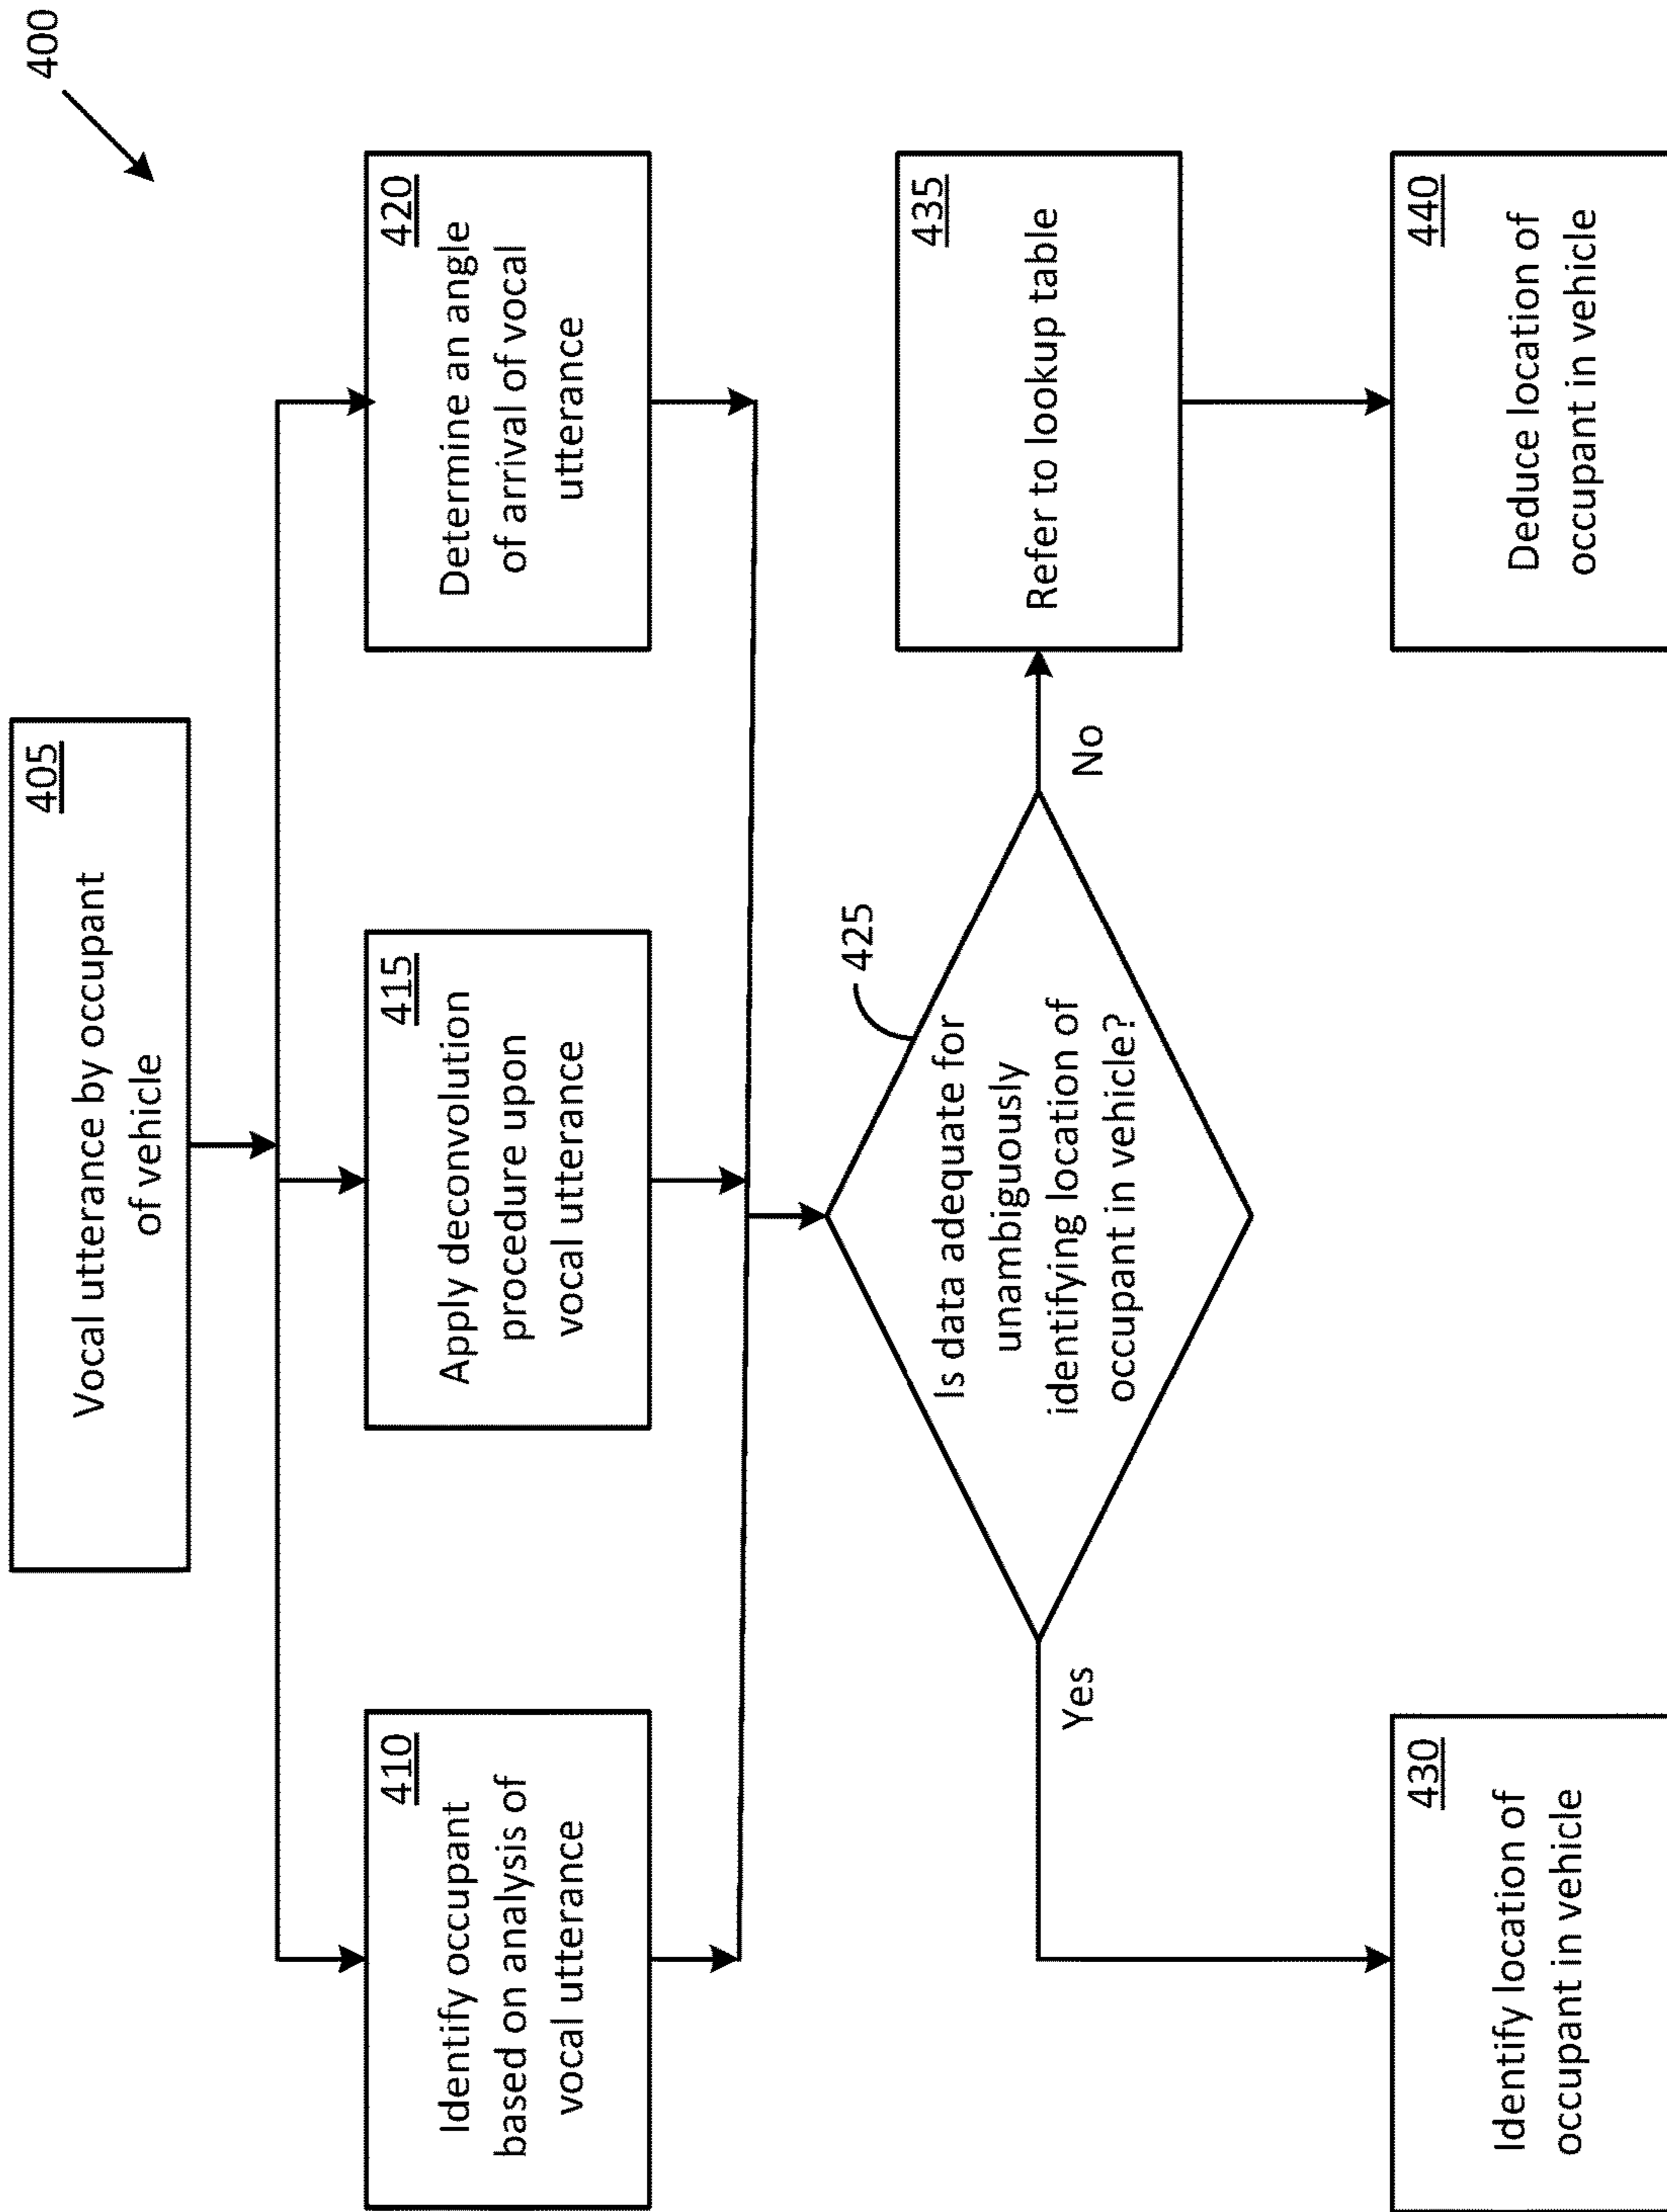 400
405
Vocal utterance by occupant
of vehicle
410
Identify occupant
based on analysis of
vocal utterance
415
Apply deconvolution
procedure upon
vocal utterance
420
Determine an angle
of arrival of vocal
utterance
425
Is data adequate for
unambiguously
identifying location of
occupant in vehicle?
Yes
No
430
Identify location of
occupant in vehicle
435
Refer to lookup table
440
Deduce location of
occupant in vehicle